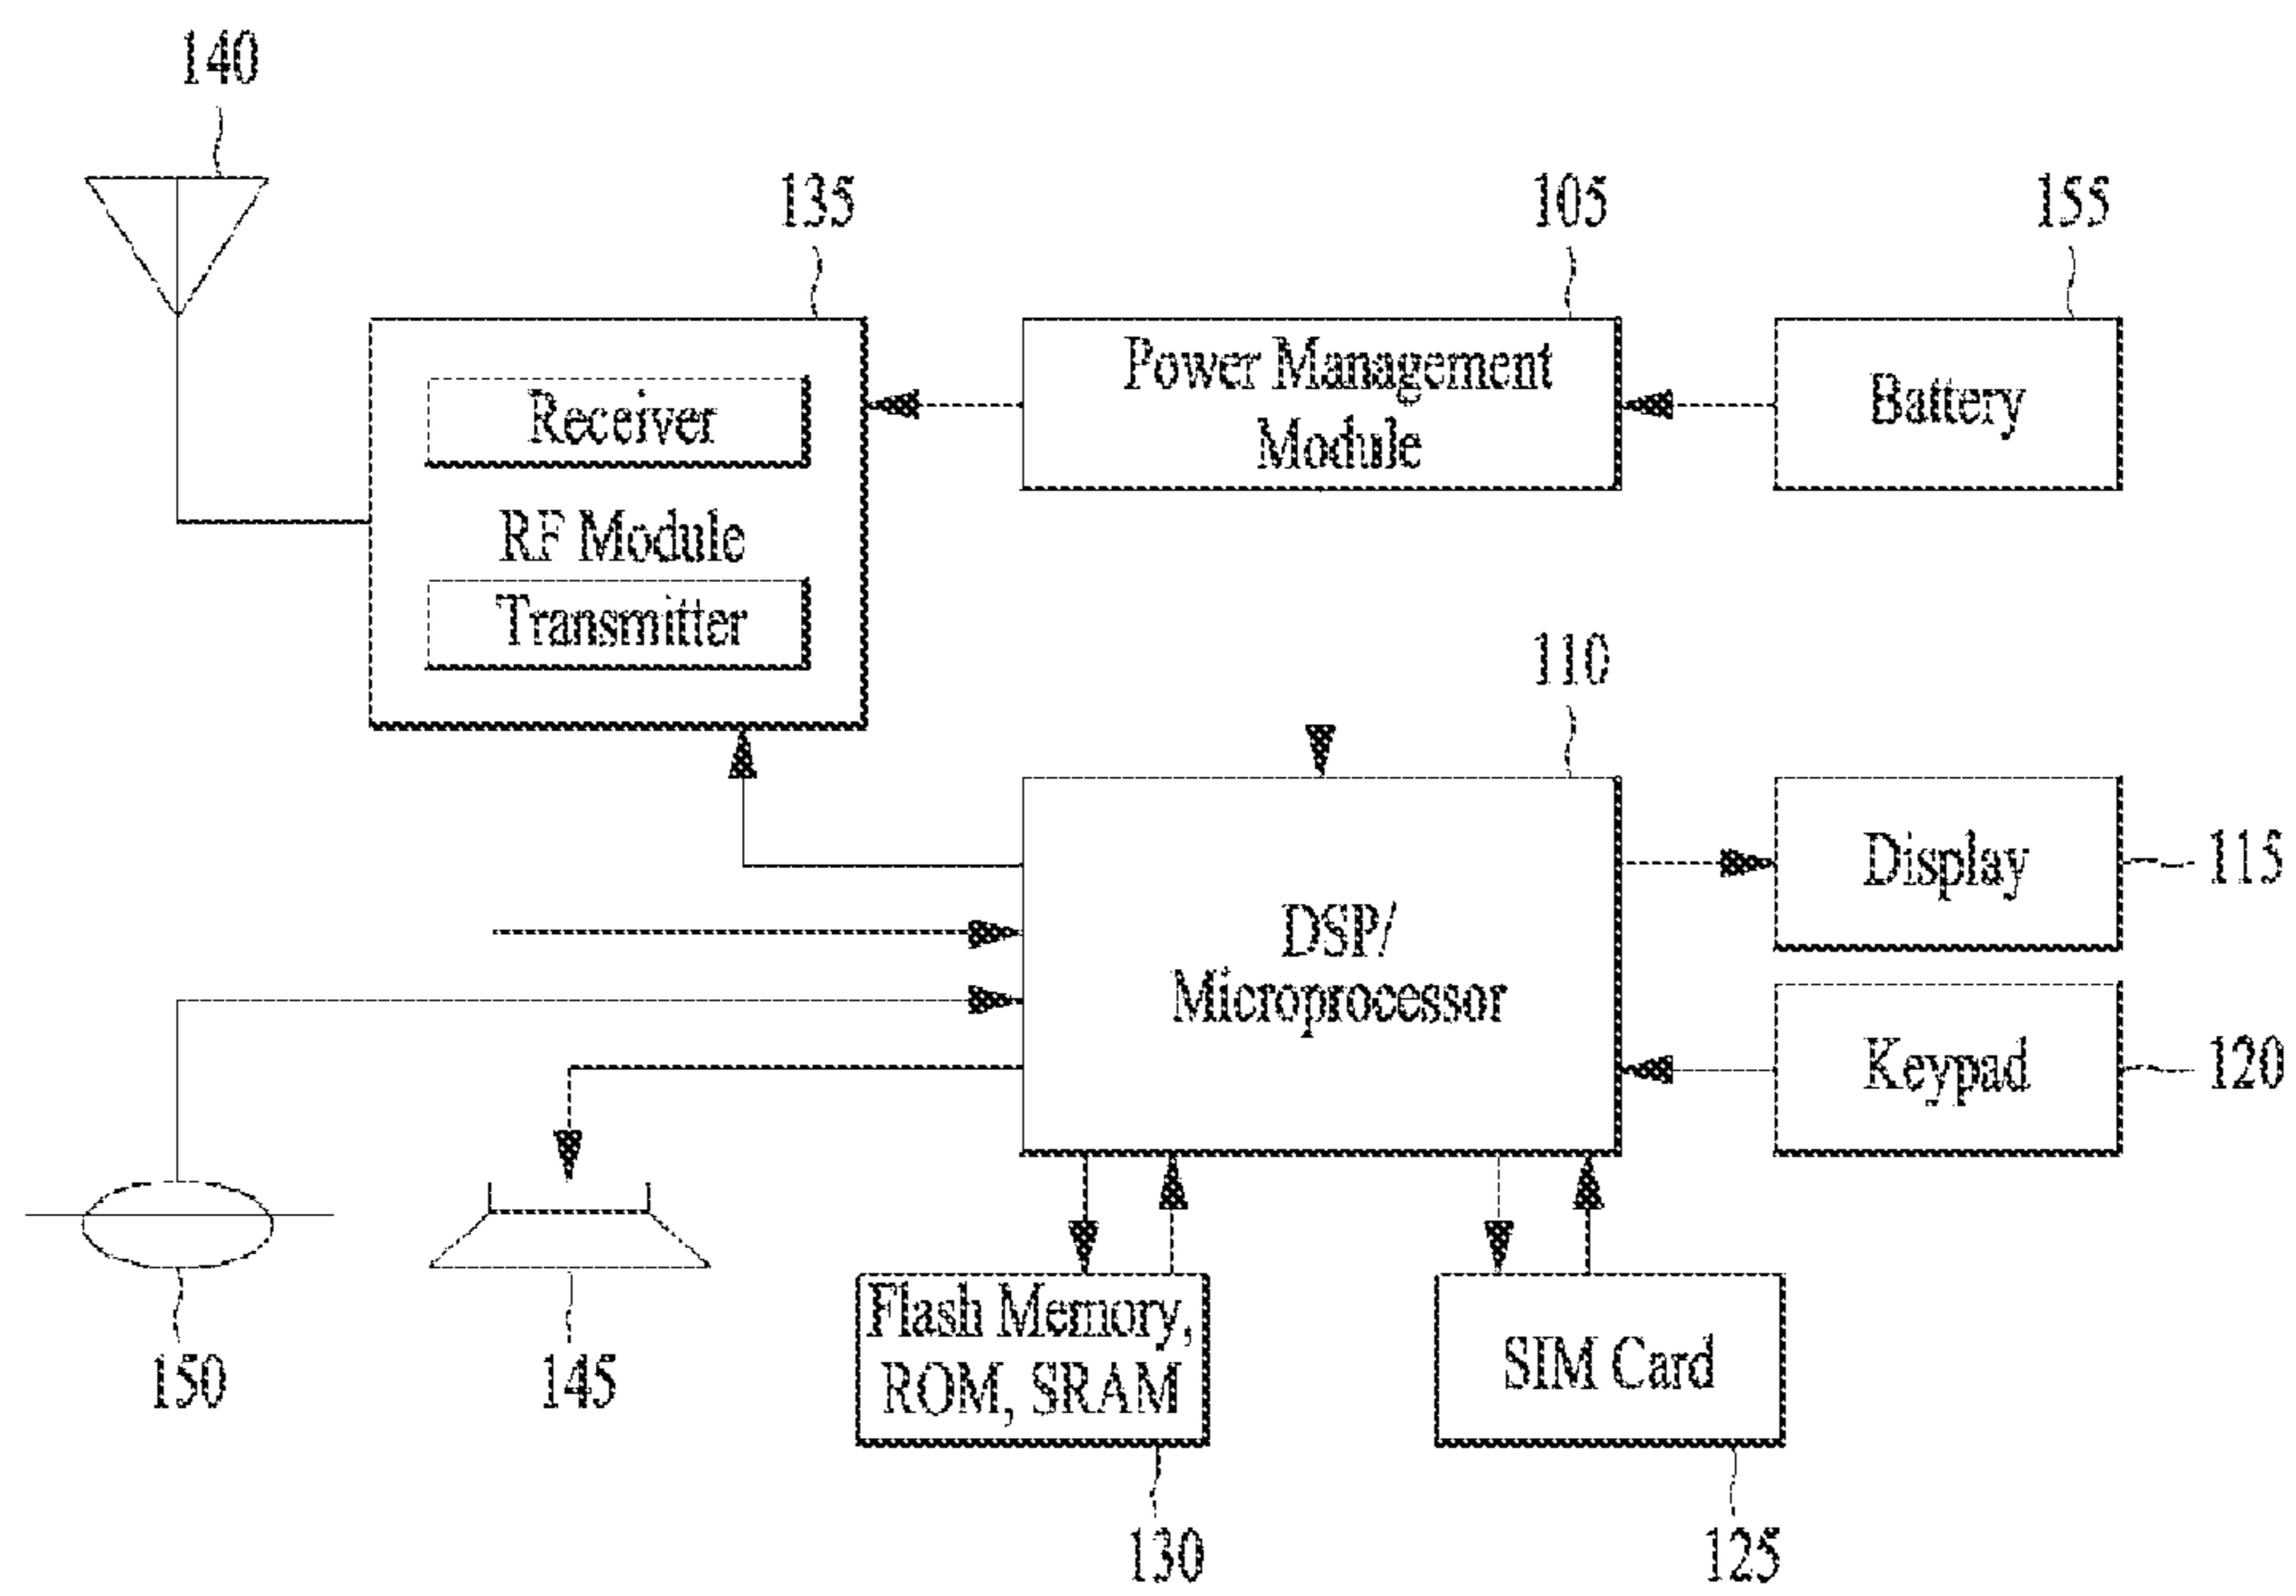 140
135
105
155
Receiver
RF Module
Transmitter
Power Management
Module
Battery
110
DSP/
Microprocessor
Display
115
Keypad
120
150
145
Flash Memory,
ROM, SRAM
SIM Card
130
125